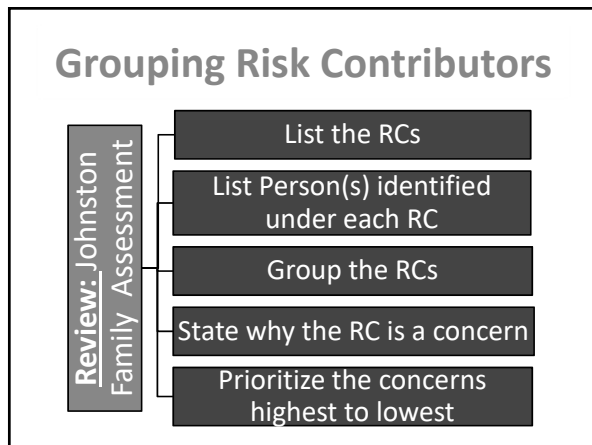 Grouping Risk Contributors
Review: Johnston
Family Assessment
List the RCs
List Person(s) identified
under each RC
Group the RCs
State why the RC is a concern
Prioritize the concerns
highest to lowest